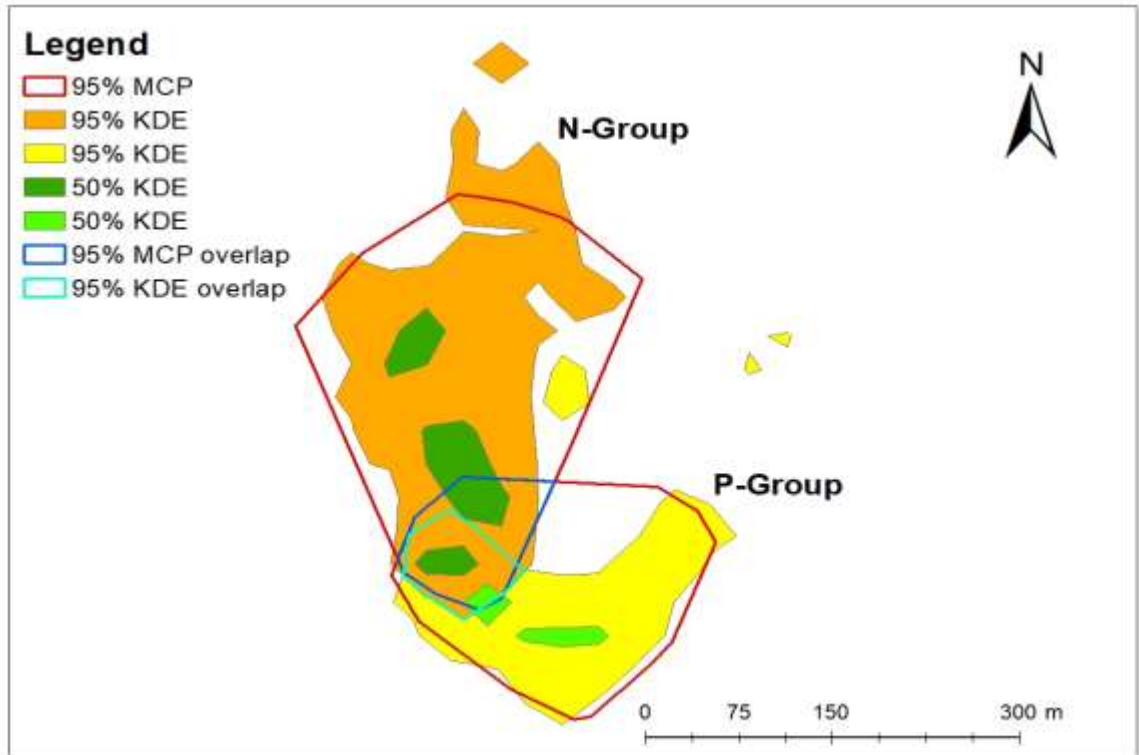 Legend
95% MCP
95% KDE
95% KDE
50% KDE
50% KDE
95% MCP overlap
95% KDE overlap
N
N-Group
P-Group
0 75 150 300 m